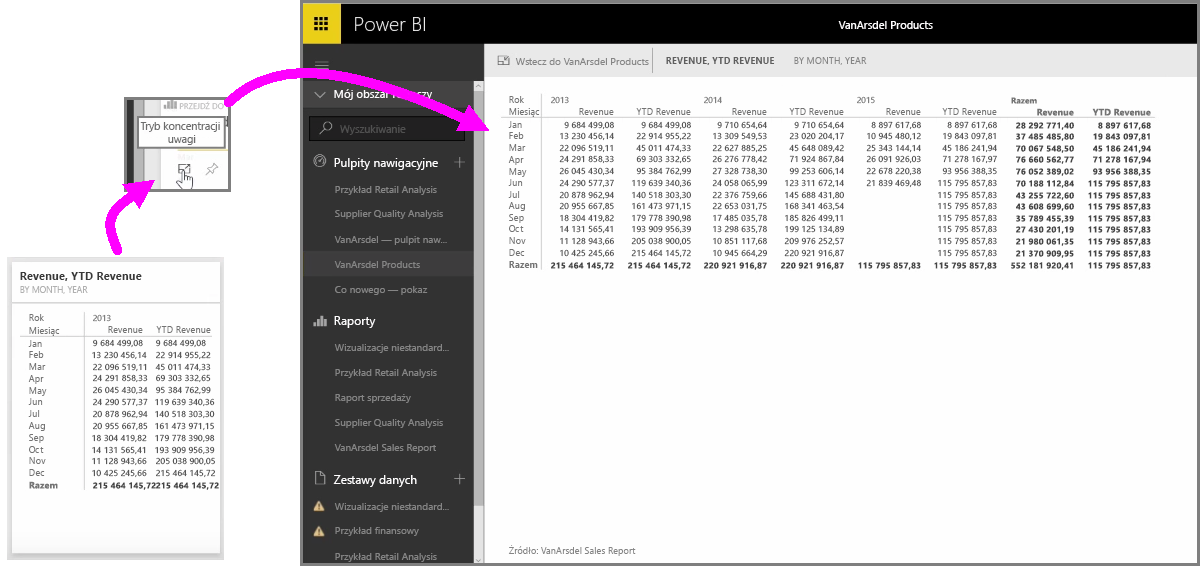 Power BI
VanArsdel Products
Wstecz do VanArsdel Products
REVENUE, YTD REVENUE
BY MONTH, YEAR
Mój obszar roboczy
Wyszukiwanie
Pulpity nawigacyjne
Przykład Retail Analysis
Supplier Quality Analysis
VanArsdel — pulpit naw...
VanArsdel Products
Co nowego — pokaz
Raporty
Wizualizacje niestandard...
Przykład Retail Analysis
Raport sprzedaży
Supplier Quality Analysis
VanArsdel Sales Report
Zestawy danych
Wizualizacje niestandard...
Przykład finansowy
Przykład Retail Analysis
Rok 2013 2014 2015 Razem
Miesiąc Revenue YTD Revenue Revenue YTD Revenue Revenue YTD Revenue Revenue YTD Revenue
Jan 9 684 499,08 9 684 499,08 9 710 654,64 9 710 654,64 8 897 617,68 8 897 617,68 28 292 771,40 8 897 617,68
Feb 13 230 456,14 22 914 955,22 13 309 549,53 23 020 204,17 10 945 480,12 19 843 097,81 37 485 485,80 19 843 097,81
Mar 22 096 519,11 45 011 474,33 22 627 885,25 45 648 089,42 25 343 144,14 45 186 241,94 70 067 548,50 45 186 241,94
Apr 24 291 858,33 69 303 332,65 26 276 778,42 71 924 867,84 26 091 926,03 71 278 167,97 76 660 562,77 71 278 167,94
May 26 045 430,34 95 384 762,99 27 328 738,30 99 253 606,14 22 678 220,38 93 956 388,35 76 052 389,02 93 956 388,35
Jun 24 290 577,37 119 639 340,36 24 058 065,99 123 311 672,14 21 839 469,48 115 795 857,83 70 188 112,84 115 795 857,83
Jul 20 878 962,94 140 518 303,30 22 376 759,66 145 688 431,80 115 795 857,83 43 255 722,60 115 795 857,83
Aug 20 955 667,85 161 473 971,15 22 653 031,75 168 341 463,54 115 795 857,83 43 608 699,60 115 795 857,83
Sep 18 304 419,82 179 778 390,98 17 485 035,78 185 826 499,11 115 795 857,83 35 789 455,39 115 795 857,83
Oct 14 131 565,41 193 909 956,39 13 298 635,78 199 125 134,89 115 795 857,83 27 430 201,19 115 795 857,83
Nov 11 128 943,66 205 038 900,05 10 851 117,68 209 976 252,57 115 795 857,83 21 980 061,35 115 795 857,83
Dec 10 425 245,66 215 464 145,72 10 945 664,29 220 921 916,87 115 795 857,83 21 370 909,95 115 795 857,83
Razem 215 464 145,72 215 464 145,72 220 921 916,87 220 921 916,87 115 795 857,83 115 795 857,83 552 181 920,41 115 795 857,83
Źródło: VanArsdel Sales Report
PRZEJDŹ DO
Tryb koncentracji
uwagi
Revenue, YTD Revenue
BY MONTH, YEAR
Rok 2013
Miesiąc Revenue YTD Revenue
Jan 9 684 499,08 9 684 499,08
Feb 13 230 456,14 22 914 955,22
Mar 22 096 519,11 45 011 474,33
Apr 24 291 858,33 69 303 332,65
May 26 045 430,34 95 384 762,99
Jun 24 290 577,37 119 639 340,36
Jul 20 878 962,94 140 518 303,30
Aug 20 955 667,85 161 473 971,15
Sep 18 304 419,82 179 778 390,98
Oct 14 131 565,41 193 909 956,39
Nov 11 128 943,66 205 038 900,05
Dec 10 425 245,66 215 464 145,72
Razem 215 464 145,72 215 464 145,72